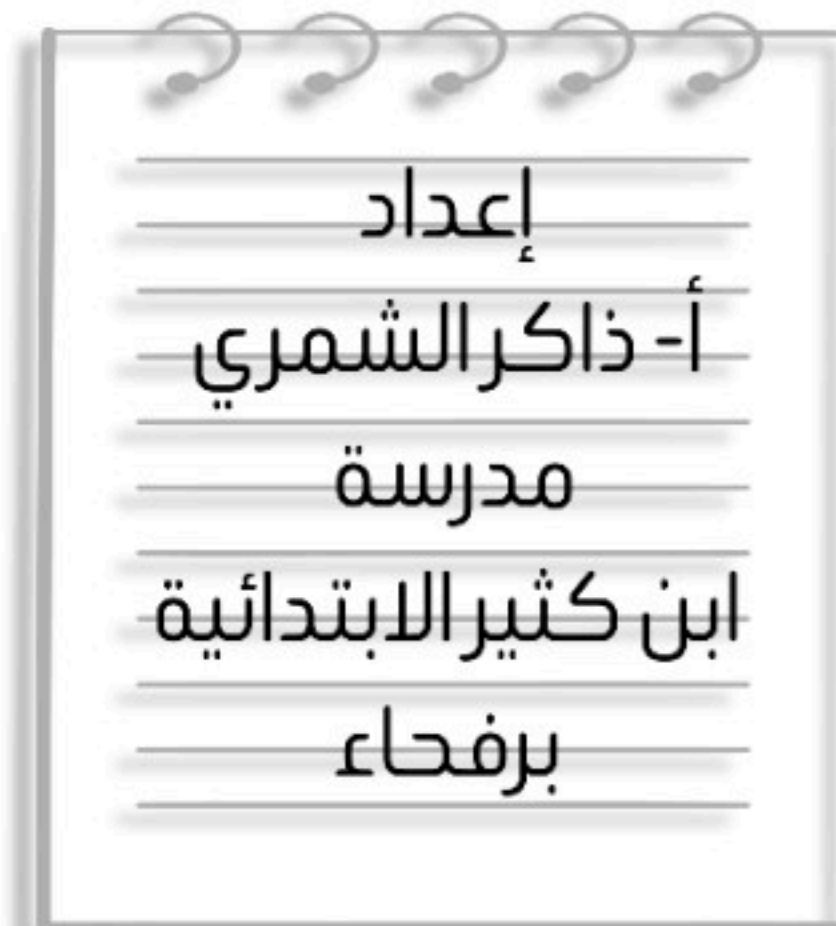 إعداد
أ- ذاكر الشمري
مدرسة
ابن كثير الابتدائية
برفحاء